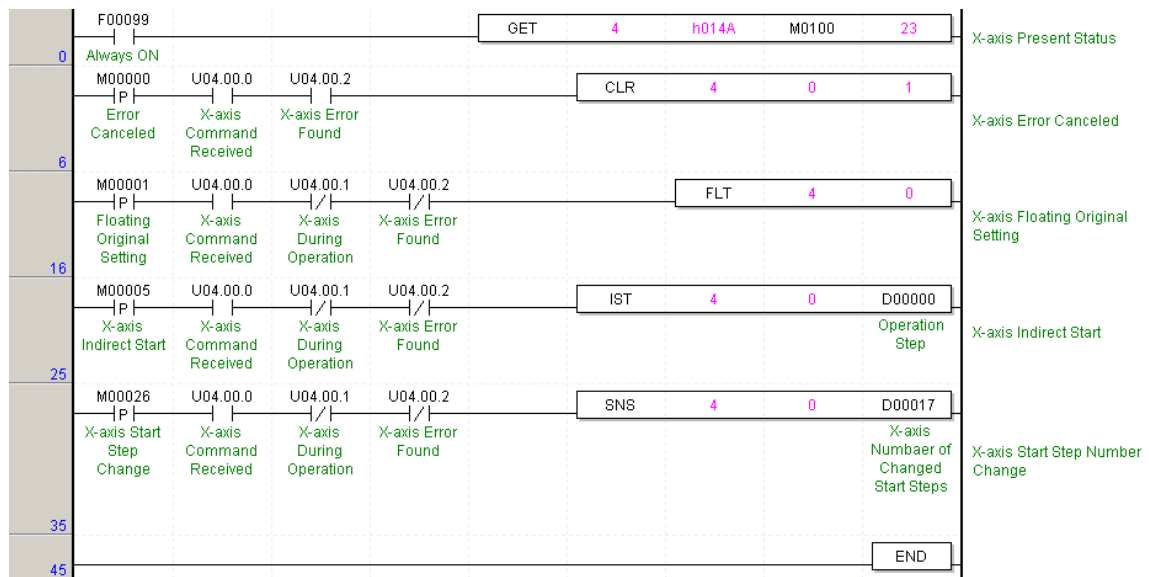 F00099
GET 4 h014A M0100 23
X-axis Present Status
0 Always ON
M00000 U04.00.0 U04.00.2
P
CLR 4 0 1
Error X-axis X-axis Error
Canceled Command Found
Received
X-axis Error Canceled
6
M00001 U04.00.0 U04.00.1 U04.00.2
P
FLT 4 0
Floating X-axis X-axis X-axis Error
Original Command During Found
Setting Received Operation
X-axis Floating Original
Setting
16
M00005 U04.00.0 U04.00.1 U04.00.2
P
IST 4 0 D00000
X-axis X-axis X-axis X-axis Error
Indirect Start Command During Found
Received Operation
Operation
Step
X-axis Indirect Start
25
M00026 U04.00.0 U04.00.1 U04.00.2
P
SNS 4 0 D00017
X-axis Start X-axis X-axis X-axis Error
Step Command During Found
Change Received Operation
X-axis
Numbaer of
Changed
Start Steps
X-axis Start Step Number
Change
35
END
45